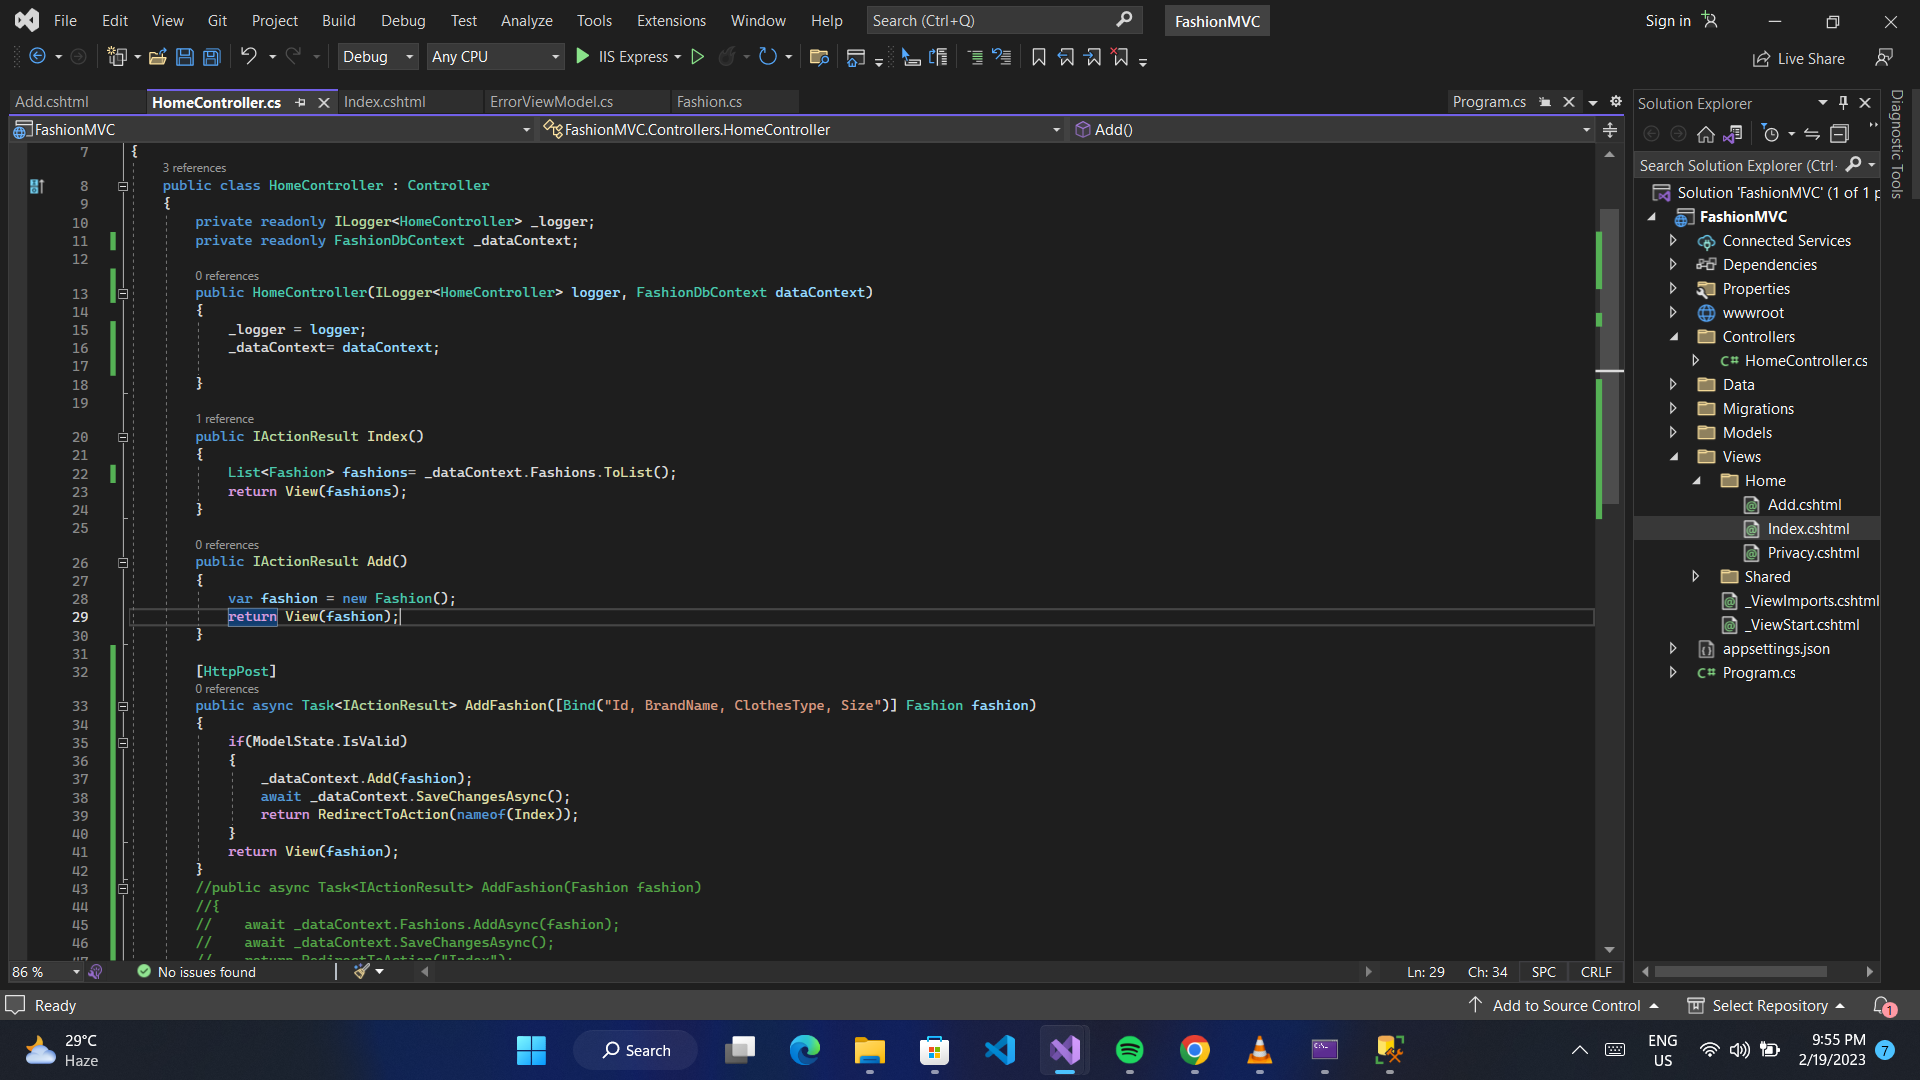 File Edit View Git Project Build Debug Test Analyze Tools Extensions Window Help Search (Ctrl+Q) FashionMVC Sign in
Debug Any CPU IIS Express Live Share
Add.cshtml HomeController.cs Index.cshtml ErrorViewModel.cs Fashion.cs Program.cs
FashionMVC FashionMVC.Controllers.HomeController Add()
7 {
3 references
8 public class HomeController : Controller
9 {
10 private readonly ILogger<HomeController> _logger;
11 private readonly FashionDbContext _dataContext;
12
0 references
13 public HomeController(ILogger<HomeController> logger, FashionDbContext dataContext)
14 {
15 _logger = logger;
16 _dataContext= dataContext;
17
18 }
19
1 reference
20 public IActionResult Index()
21 {
22 List<Fashion> fashions= _dataContext.Fashions.ToList();
23 return View(fashions);
24 }
25
0 references
26 public IActionResult Add()
27 {
28 var fashion = new Fashion();
29 return View(fashion);
30 }
31
32 [HttpPost]
0 references
33 public async Task<IActionResult> AddFashion([Bind("Id, BrandName, ClothesType, Size")] Fashion fashion)
34 {
35 if(ModelState.IsValid)
36 {
37 _dataContext.Add(fashion);
38 await _dataContext.SaveChangesAsync();
39 return RedirectToAction(nameof(Index));
40 }
41 return View(fashion);
42 }
43 //public async Task<IActionResult> AddFashion(Fashion fashion)
44 //{
45 // await _dataContext.Fashions.AddAsync(fashion);
46 // await _dataContext.SaveChangesAsync();
47 // return RedirectToAction("Index");
86 % No issues found Ln: 29 Ch: 34 SPC CRLF
Solution Explorer
Search Solution Explorer (Ctrl
Solution 'FashionMVC' (1 of 1 p
FashionMVC
Connected Services
Dependencies
Properties
wwwroot
Controllers
C# HomeController.cs
Data
Migrations
Models
Views
Home
Add.cshtml
Index.cshtml
Privacy.cshtml
Shared
_ViewImports.cshtml
_ViewStart.cshtml
appsettings.json
C# Program.cs
Diagnostic Tools
Ready Add to Source Control Select Repository 1
29°C
Haze
Search
ENG
US
9:55 PM
2/19/2023
7